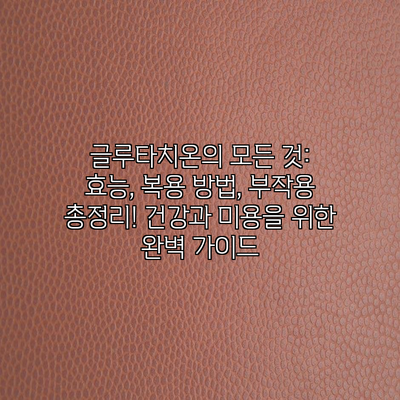 글루타치온의 모든 것:
효능, 복용 방법, 부작용
총정리! 건강과 미용을 위한
완벽 가이드